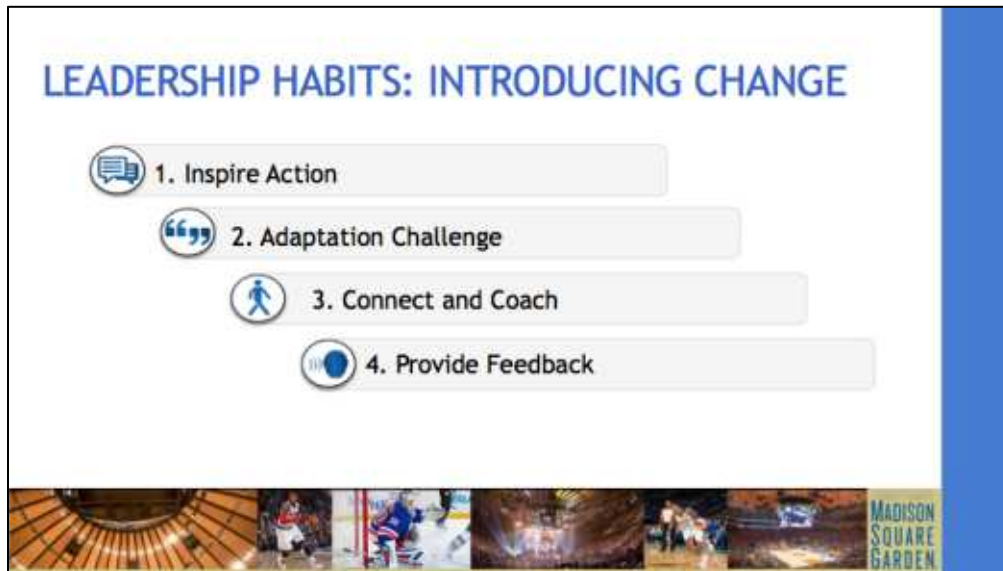 LEADERSHIP HABITS: INTRODUCING CHANGE
1. Inspire Action
2. Adaptation Challenge
3. Connect and Coach
4. Provide Feedback
MADISON
SQUARE
GARDEN